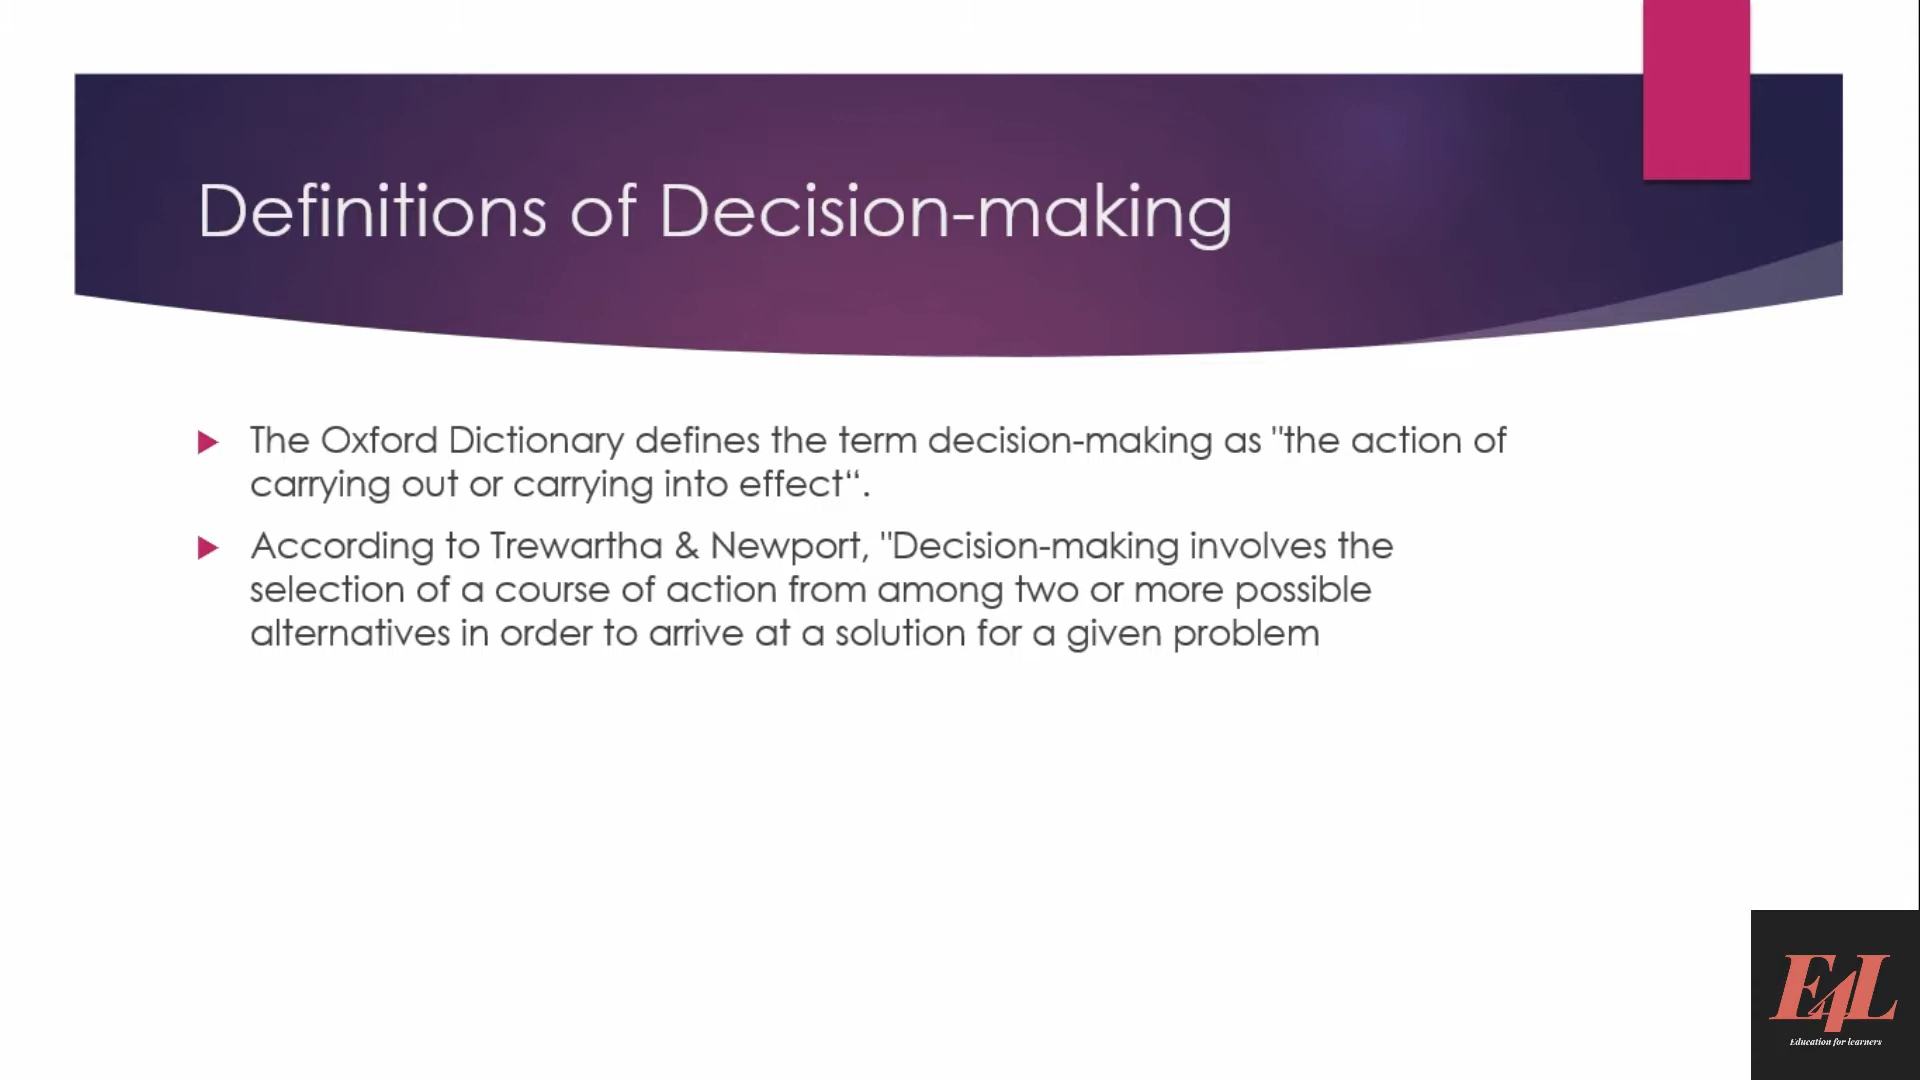 Definitions of Decision-making
The Oxford Dictionary defines the term decision-making as "the action of
carrying out or carrying into effect“.
According to Trewartha & Newport, "Decision-making involves the
selection of a course of action from among two or more possible
alternatives in order to arrive at a solution for a given problem
E4L
Education for learners